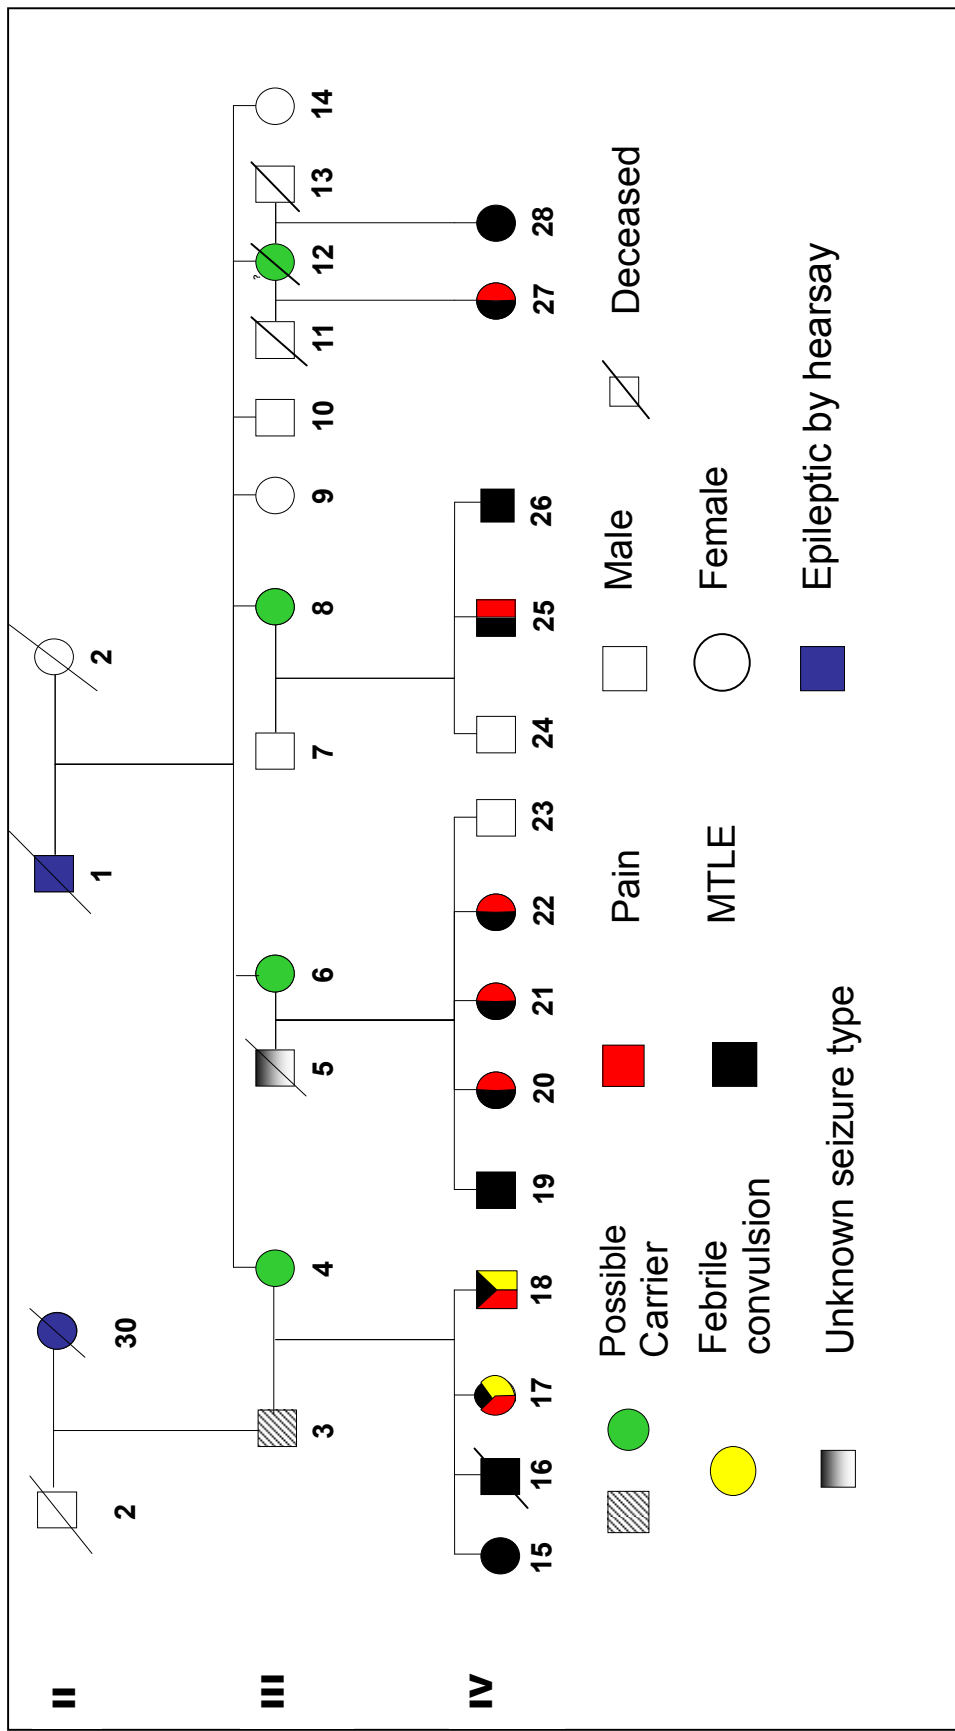 II
30
2
1
2
III
3
4
5
6
7
8
9
10
11
?
12
13
14
IV
15
16
17
18
19
20
21
22
23
24
25
26
27
28
Possible
Carrier
Pain
Male
Deceased
Febrile
convulsion
MTLE
Female
Unknown seizure type
Epileptic by hearsay